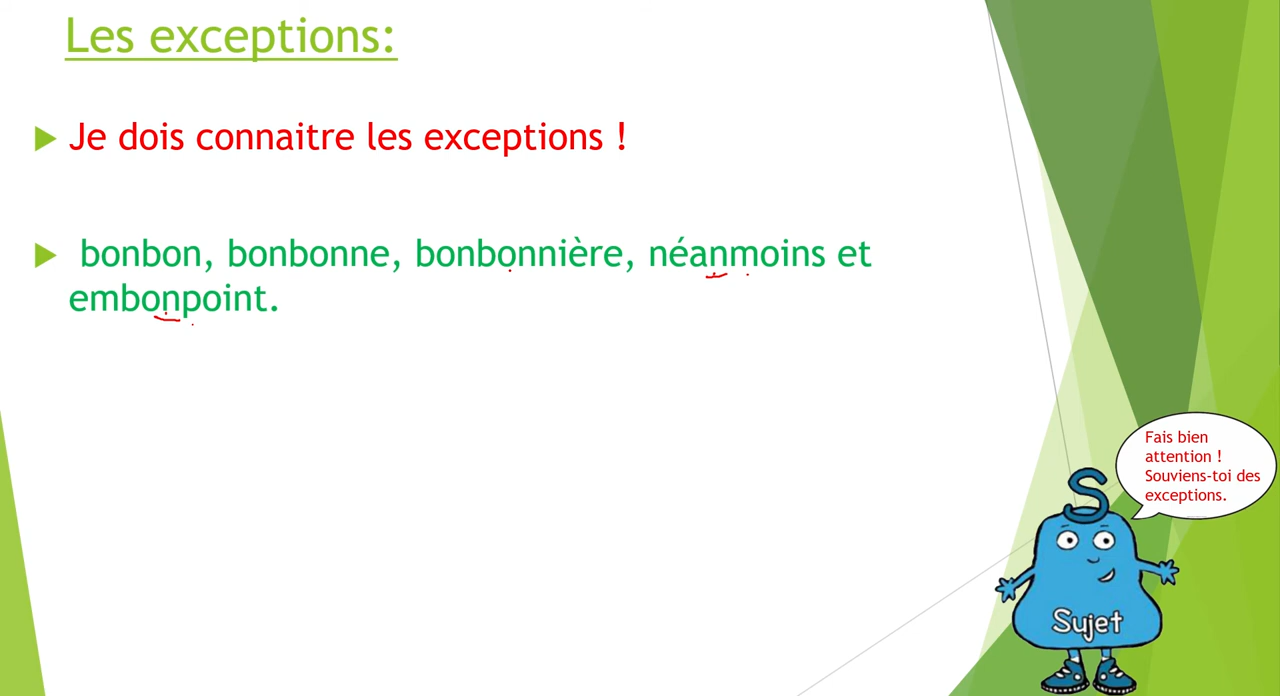 Les exceptions:
Je dois connaitre les exceptions !
bonbon, bonbonne, bonbonnière, néanmoins et
embonpoint.
Fais bien
attention !
Souviens-toi des
exceptions.
S
Sujet